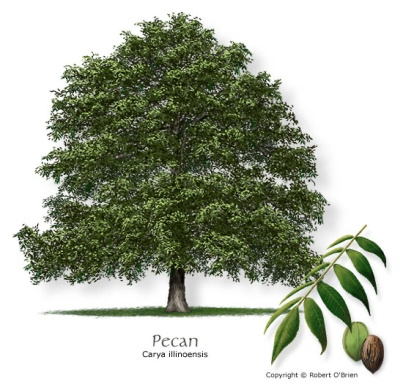 Pecan
Carya illinoensis
Copyright © Robert O'Brien